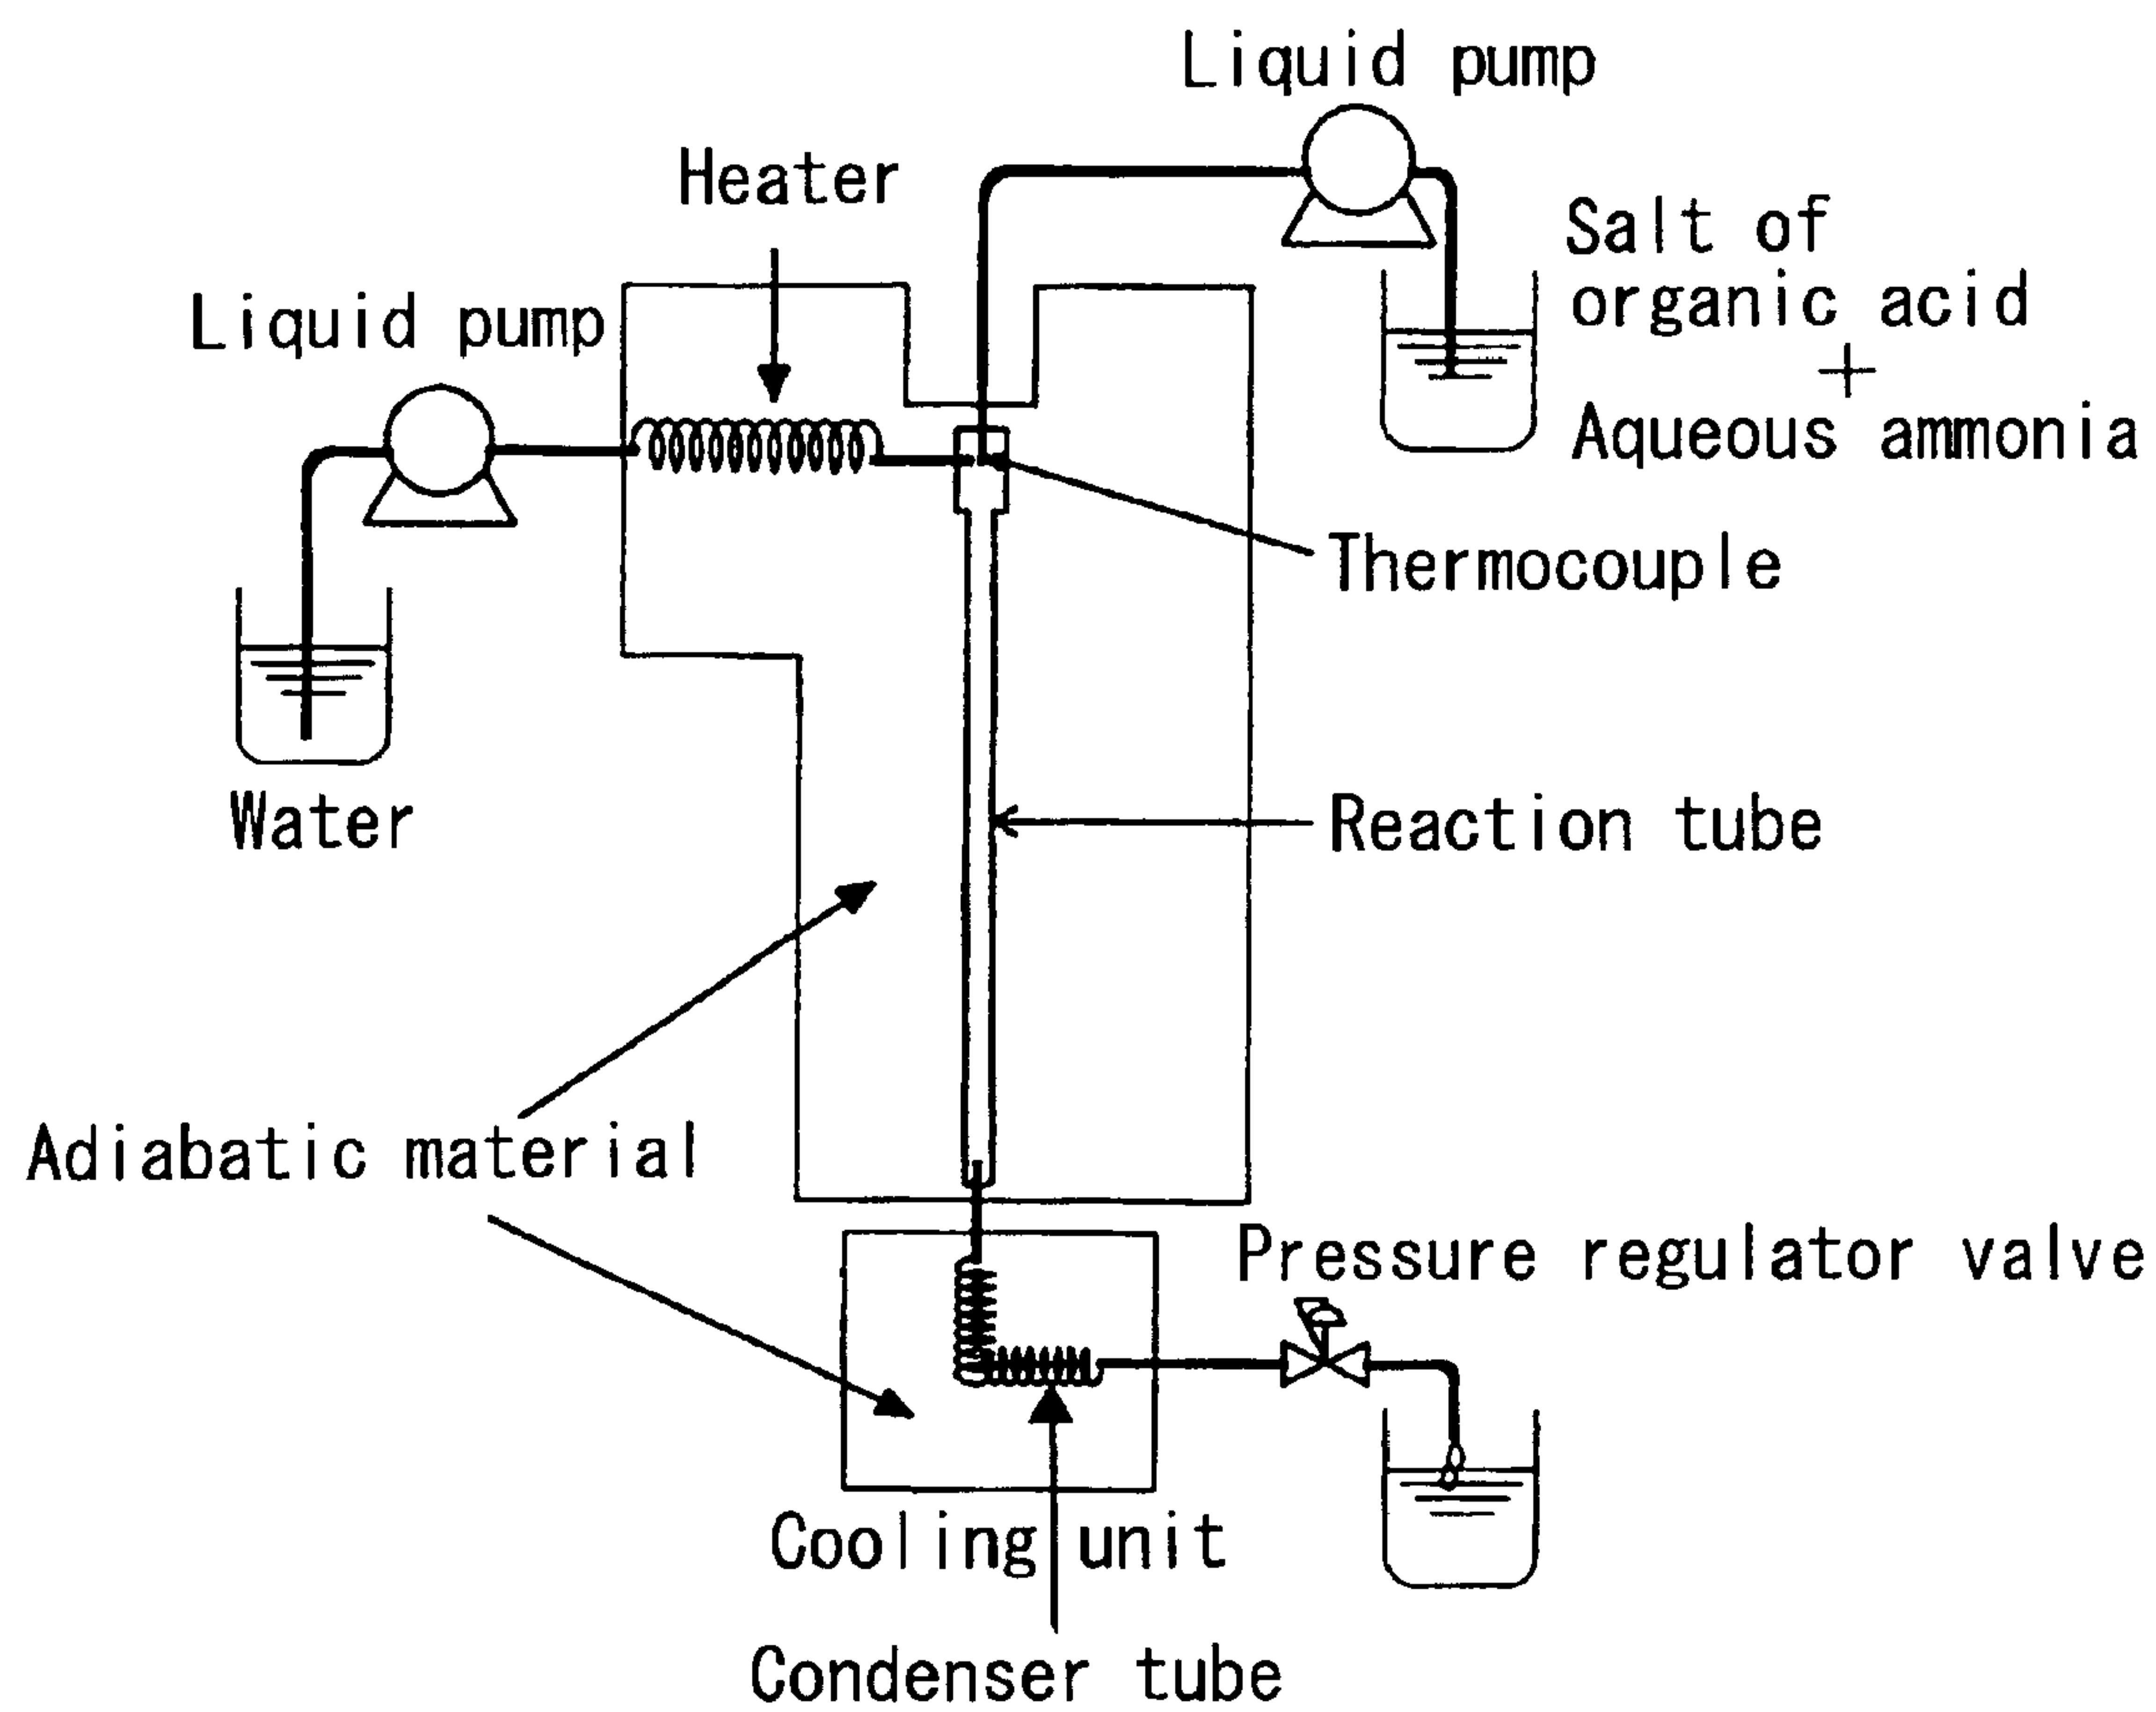 Liquid pump
Heater
Salt of
organic acid
+
Aqueous ammonia
Liquid pump
Thermocouple
Water
Reaction tube
Adiabatic material
Pressure regulator valve
Cooling unit
Condenser tube